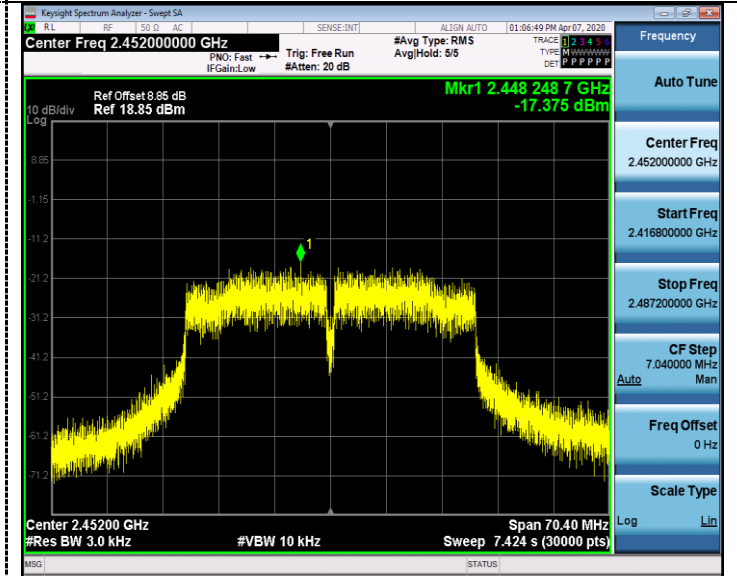 Keysight Spectrum Analyzer - Swept SA
RL RF 50 Ω AC SENSE:INT ALIGN AUTO 01:06:49 PM Apr 07, 2020
Center Freq 2.452000000 GHz
PNO: Fast
IFGain:Low
Trig: Free Run
#Atten: 20 dB
#Avg Type: RMS
Avg|Hold: 5/5
TRACE 1 2 3 4 5 6
TYPE M WWWWW
DET P P P P P P
Frequency
Auto Tune
Center Freq
2.452000000 GHz
Start Freq
2.416800000 GHz
Stop Freq
2.487200000 GHz
CF Step
7.040000 MHz
Auto Man
Freq Offset
0 Hz
Scale Type
Log Lin
Mkr1 2.448 248 7 GHz
-17.375 dBm
Ref Offset 8.85 dB
10 dB/div Ref 18.85 dBm
Log
8.85
-1.15
-11.2
-21.2
-31.2
-41.2
-51.2
-61.2
-71.2
1
Center 2.45200 GHz
Span 70.40 MHz
#Res BW 3.0 kHz
#VBW 10 kHz
Sweep 7.424 s (30000 pts)
MSG
STATUS